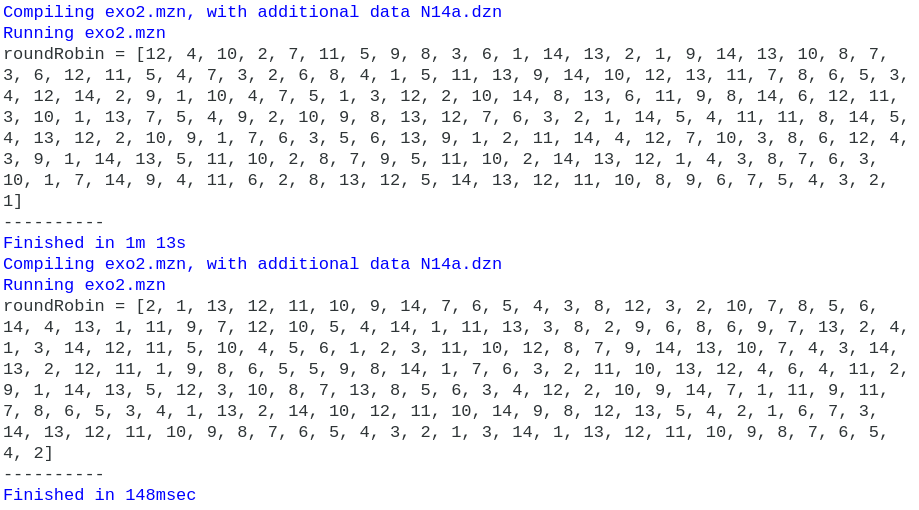 Compiling exo2.mzn, with additional data N14a.dzn
Running exo2.mzn
roundRobin = [12, 4, 10, 2, 7, 11, 5, 9, 8, 3, 6, 1, 14, 13, 2, 1, 9, 14, 13, 10, 8, 7,
3, 6, 12, 11, 5, 4, 7, 3, 2, 6, 8, 4, 1, 5, 11, 13, 9, 14, 10, 12, 13, 11, 7, 8, 6, 5, 3,
4, 12, 14, 2, 9, 1, 10, 4, 7, 5, 1, 3, 12, 2, 10, 14, 8, 13, 6, 11, 9, 8, 14, 6, 12, 11,
3, 10, 1, 13, 7, 5, 4, 9, 2, 10, 9, 8, 13, 12, 7, 6, 3, 2, 1, 14, 5, 4, 11, 11, 8, 14, 5,
4, 13, 12, 2, 10, 9, 1, 7, 6, 3, 5, 6, 13, 9, 1, 2, 11, 14, 4, 12, 7, 10, 3, 8, 6, 12, 4,
3, 9, 1, 14, 13, 5, 11, 10, 2, 8, 7, 9, 5, 11, 10, 2, 14, 13, 12, 1, 4, 3, 8, 7, 6, 3,
10, 1, 7, 14, 9, 4, 11, 6, 2, 8, 13, 12, 5, 14, 13, 12, 11, 10, 8, 9, 6, 7, 5, 4, 3, 2,
1]
----------
Finished in 1m 13s
Compiling exo2.mzn, with additional data N14a.dzn
Running exo2.mzn
roundRobin = [2, 1, 13, 12, 11, 10, 9, 14, 7, 6, 5, 4, 3, 8, 12, 3, 2, 10, 7, 8, 5, 6,
14, 4, 13, 1, 11, 9, 7, 12, 10, 5, 4, 14, 1, 11, 13, 3, 8, 2, 9, 6, 8, 6, 9, 7, 13, 2, 4,
1, 3, 14, 12, 11, 5, 10, 4, 5, 6, 1, 2, 3, 11, 10, 12, 8, 7, 9, 14, 13, 10, 7, 4, 3, 14,
13, 2, 12, 11, 1, 9, 8, 6, 5, 5, 9, 8, 14, 1, 7, 6, 3, 2, 11, 10, 13, 12, 4, 6, 4, 11, 2,
9, 1, 14, 13, 5, 12, 3, 10, 8, 7, 13, 8, 5, 6, 3, 4, 12, 2, 10, 9, 14, 7, 1, 11, 9, 11,
7, 8, 6, 5, 3, 4, 1, 13, 2, 14, 10, 12, 11, 10, 14, 9, 8, 12, 13, 5, 4, 2, 1, 6, 7, 3,
14, 13, 12, 11, 10, 9, 8, 7, 6, 5, 4, 3, 2, 1, 3, 14, 1, 13, 12, 11, 10, 9, 8, 7, 6, 5,
4, 2]
----------
Finished in 148msec